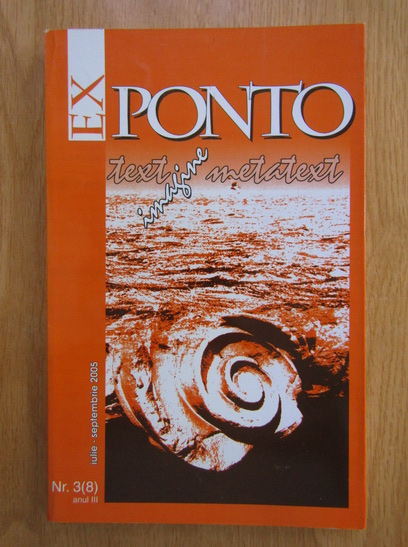 EX PONTO
text imagine metatext
iulie - septembrie 2005
Nr. 3(8)
anul III